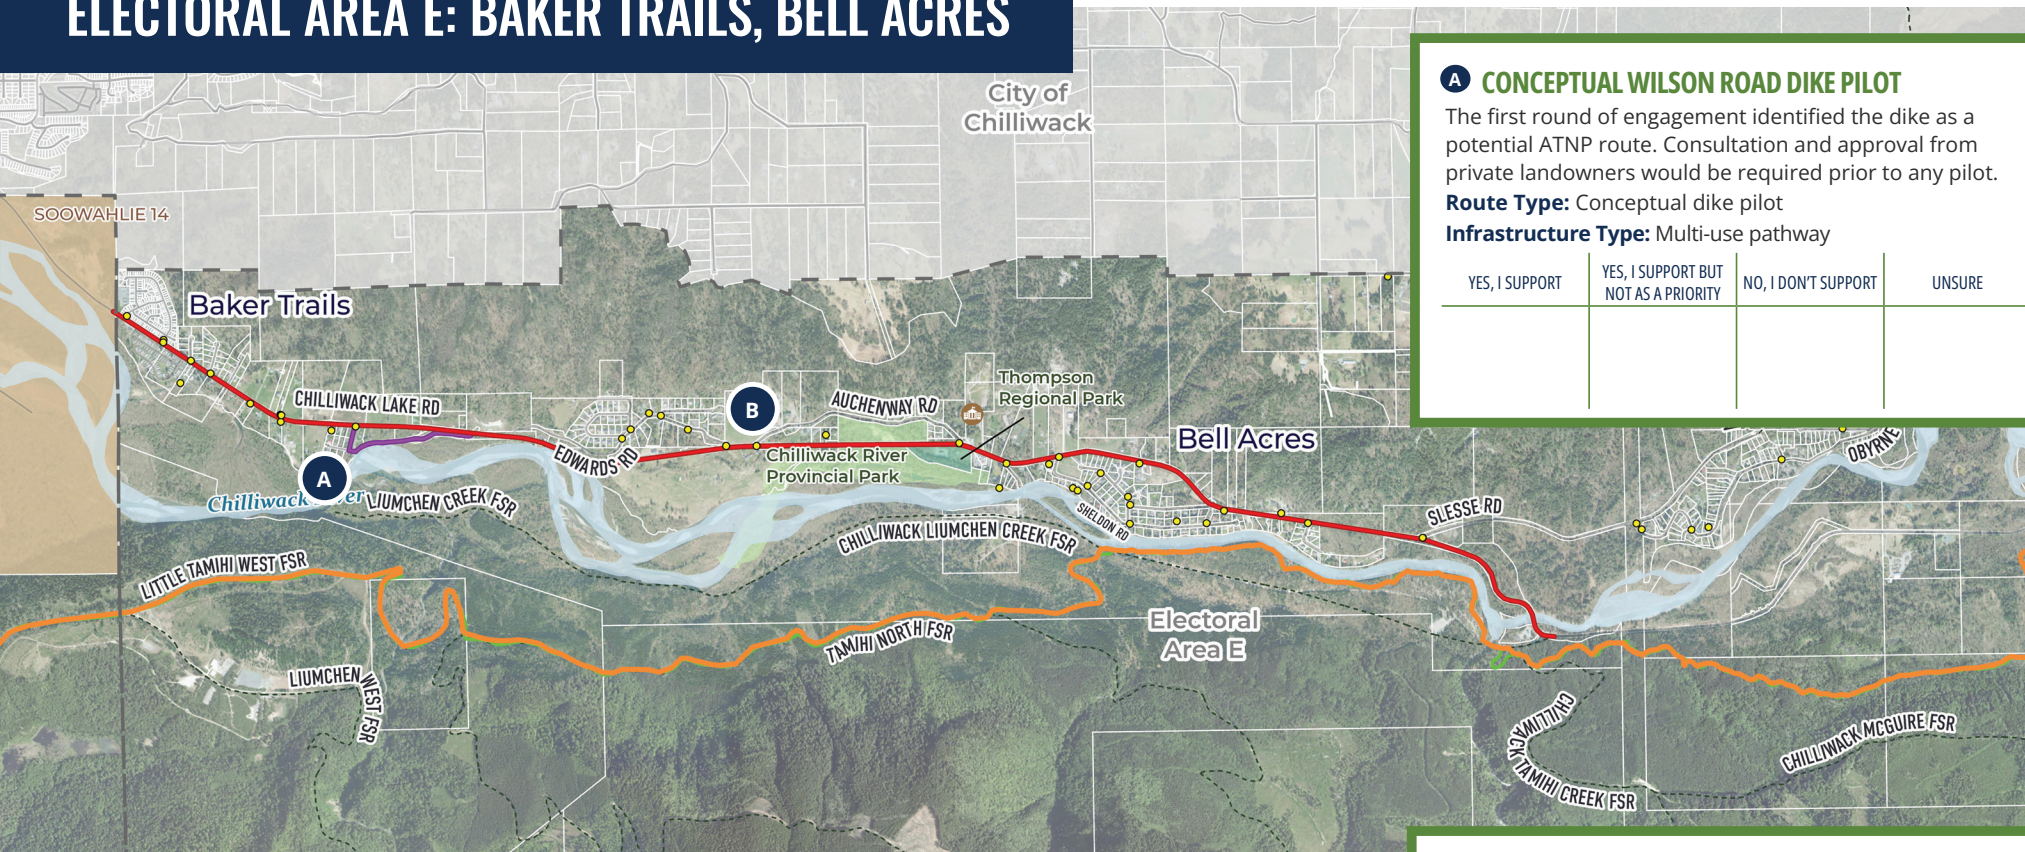 ELECTORAL AREA E: BAKER TRAILS, BELL ACRES
City of
Chilliwack
A CONCEPTUAL WILSON ROAD DIKE PILOT
The first round of engagement identified the dike as a
potential ATNP route. Consultation and approval from
private landowners would be required prior to any pilot.
Route Type: Conceptual dike pilot
Infrastructure Type: Multi-use pathway
YES, I SUPPORT
YES, I SUPPORT BUT
NOT AS A PRIORITY
NO, I DON'T SUPPORT
UNSURE
SOOWAHLIE 14
Baker Trails
CHILLIWACK LAKE RD
B
AUCHENWAY RD
Thompson
Regional Park
Bell Acres
EDWARDS RD
Chilliwack River
Provincial Park
OBYRNE
A
Chilliwack River
LIUMCHEN CREEK FSR
SHELDON RD
SLESSE RD
CHILLIWACK LIUMCHEN CREEK FSR
LITTLE TAMIHI WEST FSR
Electoral
Area E
TAMIHI NORTH FSR
LIUMCHEN WEST FSR
CHILLIWACK TAMIHI CREEK FSR
CHILLIWACK MCGUIRE FSR